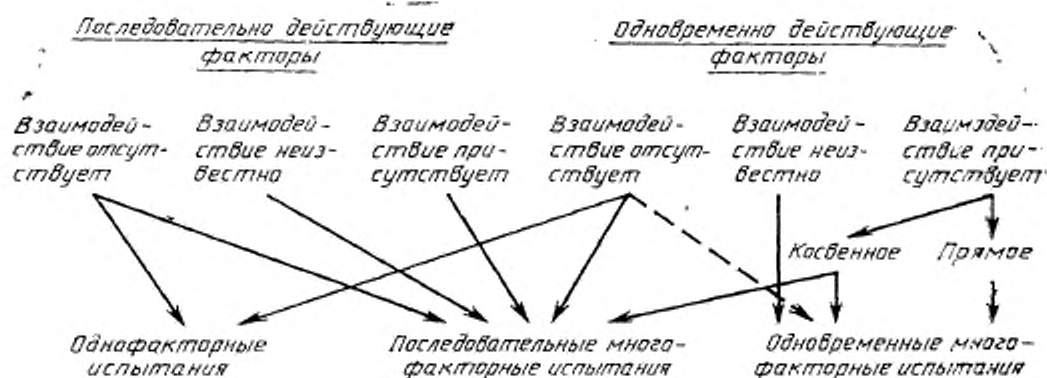 Последовательно действующие
факторы
Одновременно действующие
факторы
Взаимодей-
ствие отсут-
ствует
Взаимодей-
ствие неиз-
вестно
Взаимодей-
ствие при-
сутствует
Взаимодей-
ствие отсут-
ствует
Взаимодей-
ствие неиз-
вестно
Взаимодей-
ствие при-
сутствует
Косвенное
Прямое
Однофакторные
испытания
Последовательные много-
факторные испытания
Одновременные много-
факторные испытания